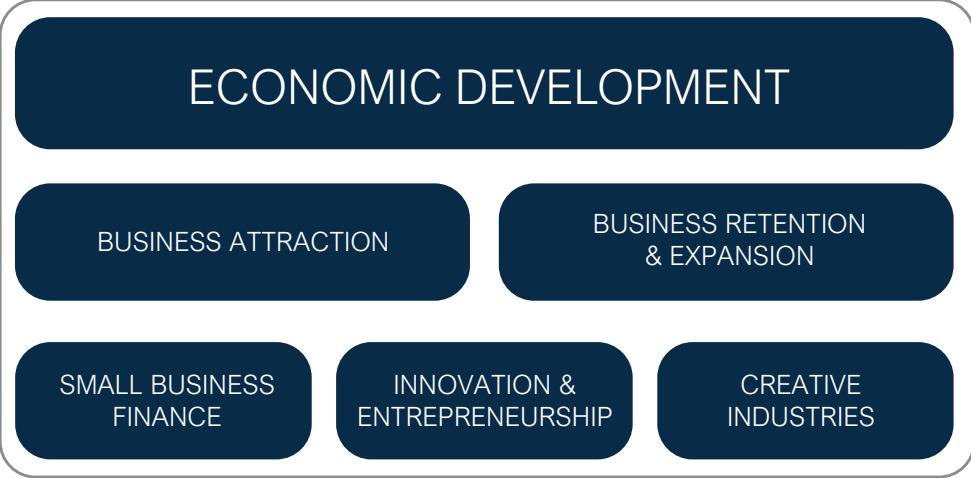 ECONOMIC DEVELOPMENT
BUSINESS ATTRACTION
BUSINESS RETENTION
& EXPANSION
SMALL BUSINESS
FINANCE
INNOVATION &
ENTREPRENEURSHIP
CREATIVE
INDUSTRIES